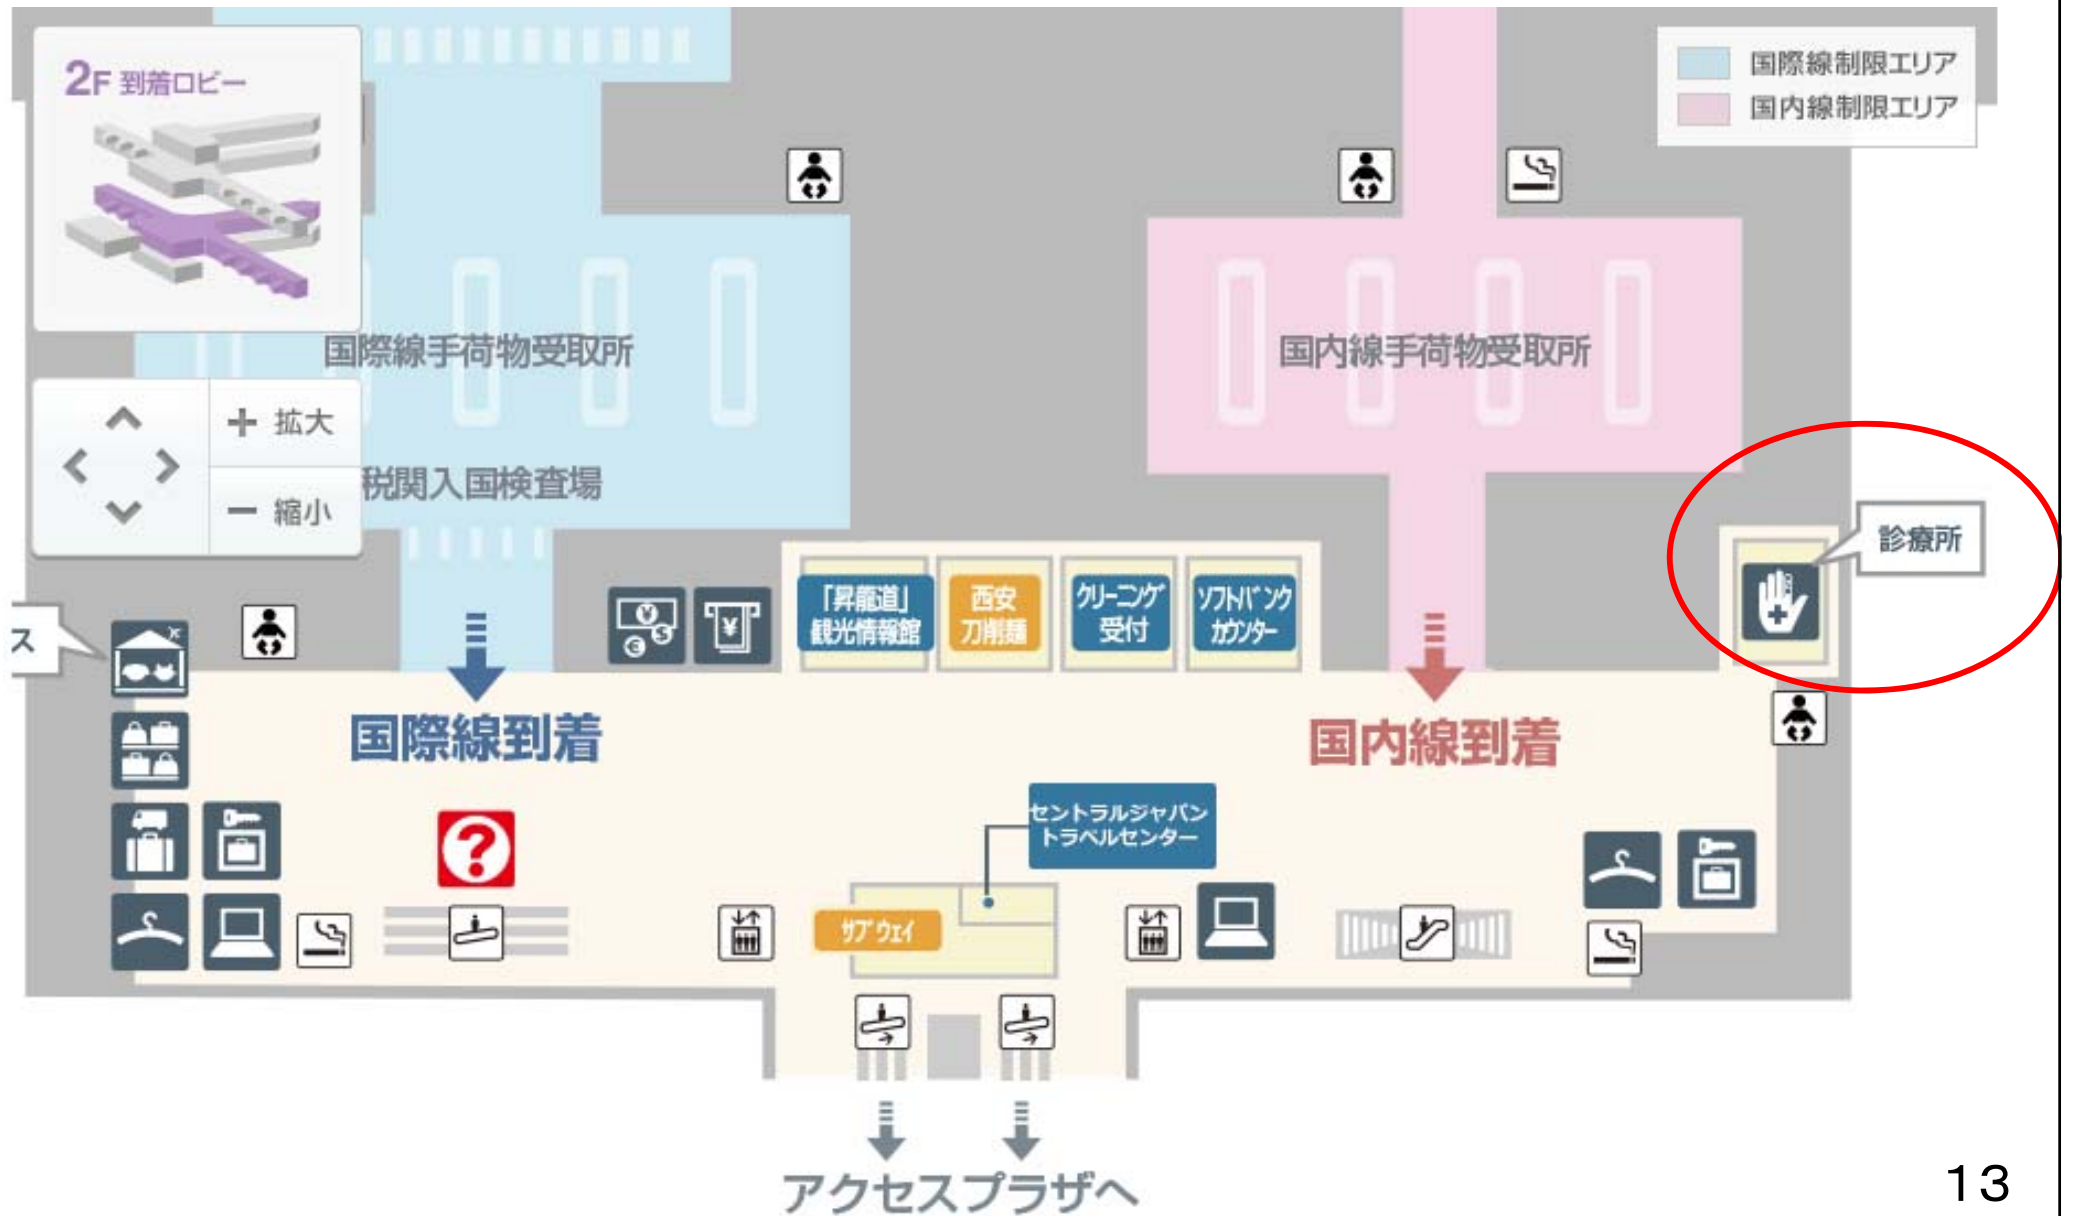 2F 到着ロビー
国際線制限エリア
国内線制限エリア
国際線手荷物受取所
国内線手荷物受取所
拡大
税関入国検査場
縮小
診療所
「昇龍道」
観光情報館
西安
刀削麺
クリーニング
受付
ソフトバンク
カウンター
ス
国際線到着
国内線到着
セントラルジャパン
トラベルセンター
サブウェイ
アクセスプラザへ
13